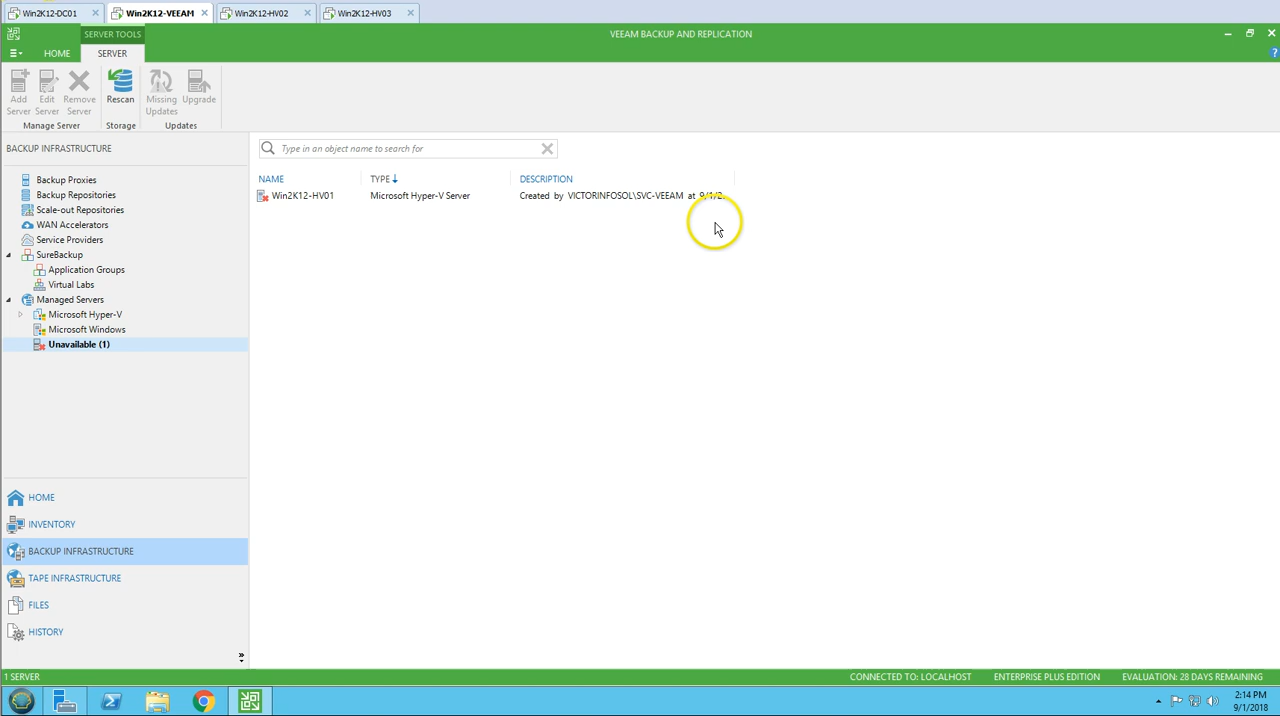 Win2K12-DC01
Win2K12-VEEAM
Win2K12-HV02
Win2K12-HV03
SERVER TOOLS
VEEAM BACKUP AND REPLICATION
HOME
SERVER
Add Server
Edit Server
Remove Server
Rescan
Missing Updates
Upgrade
Manage Server
Storage
Updates
BACKUP INFRASTRUCTURE
Type in an object name to search for
NAME
TYPE
DESCRIPTION
Win2K12-HV01
Microsoft Hyper-V Server
Created by VICTORINFOSOL\SVC-VEEAM at 9/1/2..
Backup Proxies
Backup Repositories
Scale-out Repositories
WAN Accelerators
Service Providers
SureBackup
Application Groups
Virtual Labs
Managed Servers
Microsoft Hyper-V
Microsoft Windows
Unavailable (1)
HOME
INVENTORY
BACKUP INFRASTRUCTURE
TAPE INFRASTRUCTURE
FILES
HISTORY
1 SERVER
CONNECTED TO: LOCALHOST
ENTERPRISE PLUS EDITION
EVALUATION: 28 DAYS REMAINING
2:14 PM
9/1/2018